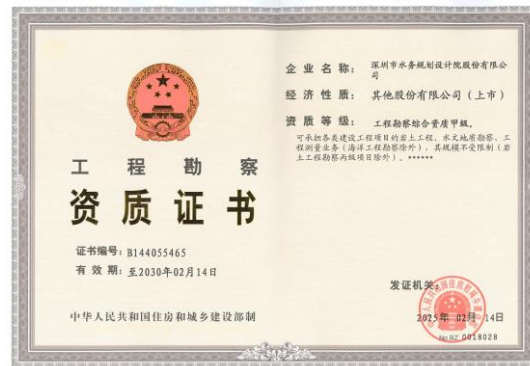 工程勘察
资质证书
证书编号：B144055465
有 效 期：至2030年02月14日
中华人民共和国住房和城乡建设部制
企 业 名 称：深圳市水务规划设计院股份有限公
司
经 济 性 质：其他股份有限公司（上市）
资 质 等 级：工程勘察综合资质甲级。
可承担各类建设工程项目的岩土工程、水文地质勘察、工
程测量业务（海洋工程勘察除外），其规模不受限制（岩
土工程勘察丙级项目除外）。******
发证机关：
2025年 02月 14日
No.BZ 0018028